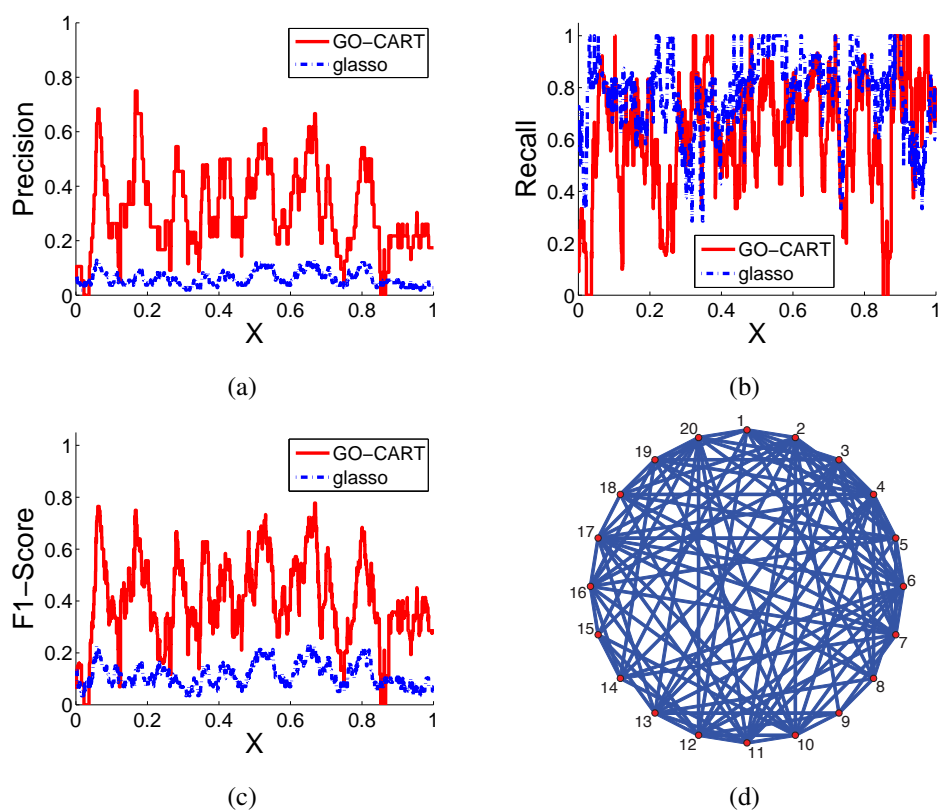 1
0.8
0.6
0.4
0.2
0
Precision
GO-CART
glasso
0 0.2 0.4 0.6 0.8 1
X
(a)
1
0.8
0.6
0.4
0.2
0
Recall
GO-CART
glasso
0 0.2 0.4 0.6 0.8 1
X
(b)
1
0.8
0.6
0.4
0.2
0
F1-Score
GO-CART
glasso
0 0.2 0.4 0.6 0.8 1
X
(c)
1
2
3
4
5
6
7
8
9
10
11
12
13
14
15
16
17
18
19
20
(d)